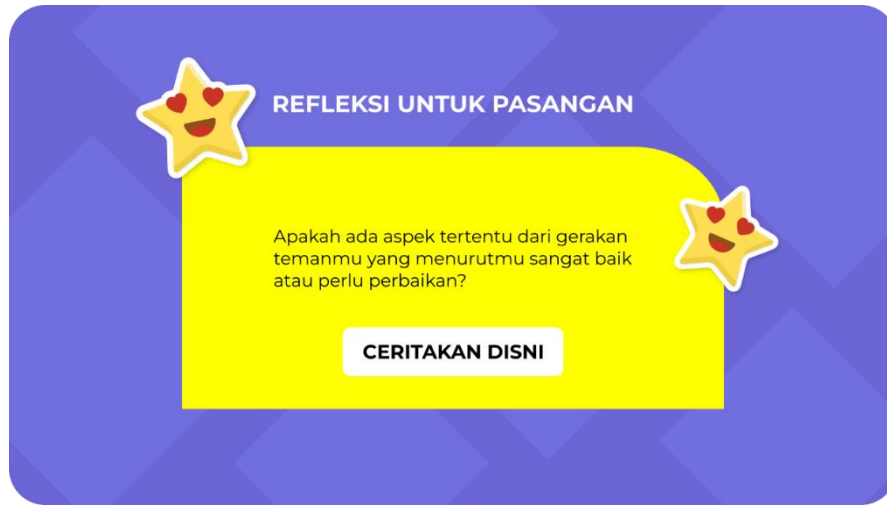 REFLEKSI UNTUK PASANGAN
Apakah ada aspek tertentu dari gerakan
temanmu yang menurutmu sangat baik
atau perlu perbaikan?
CERITAKAN DISNI